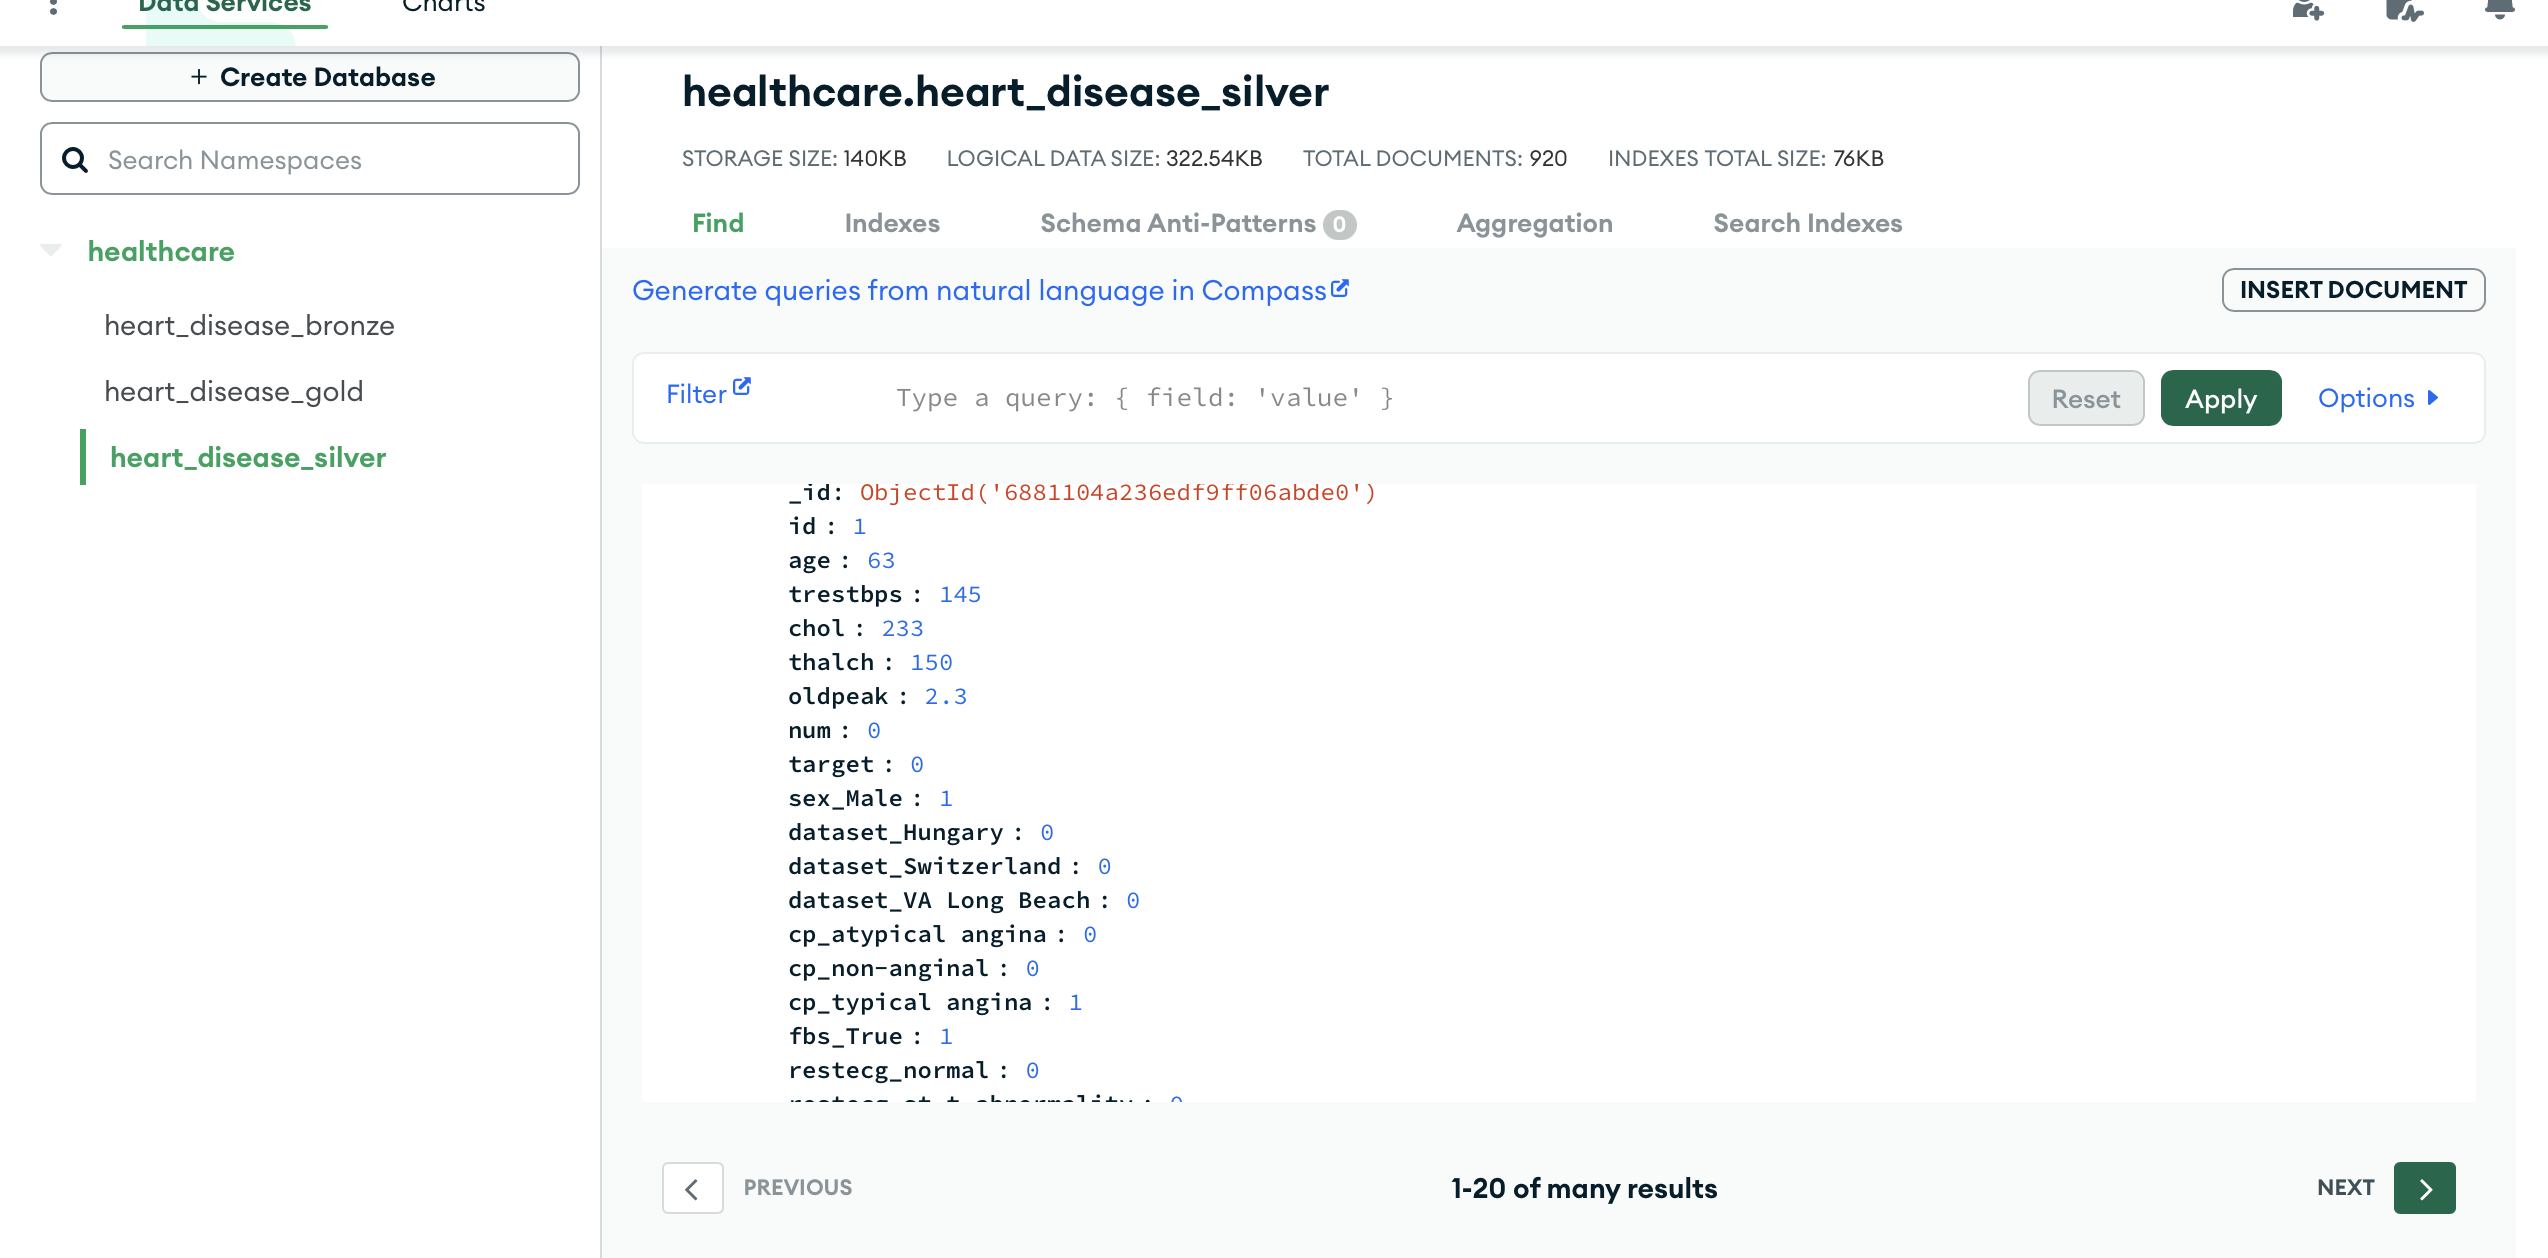 Data Services
Charts
+ Create Database
Search Namespaces
healthcare
heart_disease_bronze
heart_disease_gold
heart_disease_silver
healthcare.heart_disease_silver
STORAGE SIZE: 140KB LOGICAL DATA SIZE: 322.54KB TOTAL DOCUMENTS: 920 INDEXES TOTAL SIZE: 76KB
Find Indexes Schema Anti-Patterns 0 Aggregation Search Indexes
Generate queries from natural language in Compass
INSERT DOCUMENT
Filter Type a query: { field: 'value' } Reset Apply Options
_id: ObjectId('6881104a236edf9ff06abde0')
id : 1
age : 63
trestbps : 145
chol : 233
thalch : 150
oldpeak : 2.3
num : 0
target : 0
sex_Male : 1
dataset_Hungary : 0
dataset_Switzerland : 0
dataset_VA Long Beach : 0
cp_atypical angina : 0
cp_non-anginal : 0
cp_typical angina : 1
fbs_True : 1
restecg_normal : 0
restecg_st-t abnormality : 0
PREVIOUS 1-20 of many results NEXT